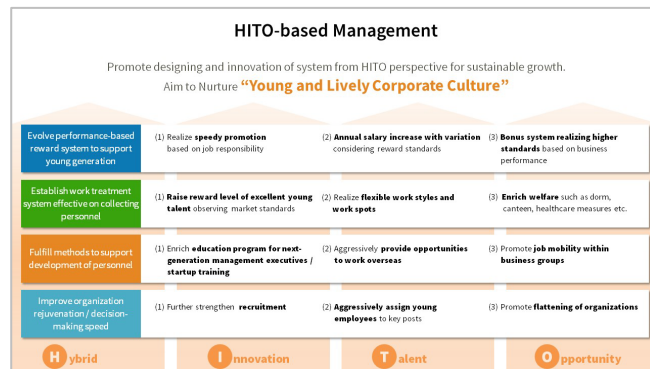 HITO-based Management
Promote designing and innovation of system from HITO perspective for sustainable growth.
Aim to Nurture “Young and Lively Corporate Culture”
Evolve performance-based
reward system to support
young generation
(1) Realize speedy promotion
based on job responsibility
(2) Annual salary increase with variation
considering reward standards
(3) Bonus system realizing higher
standards based on business
performance
Establish work treatment
system effective on collecting
personnel
(1) Raise reward level of excellent young
talent observing market standards
(2) Realize flexible work styles and
work spots
(3) Enrich welfare such as dorm,
canteen, healthcare measures etc.
Fulfill methods to support
development of personnel
(1) Enrich education program for next-
generation management executives /
startup training
(2) Aggressively provide opportunities
to work overseas
(3) Promote job mobility within
business groups
Improve organization
rejuvenation / decision-
making speed
(1) Further strengthen recruitment
(2) Aggressively assign young
employees to key posts
(3) Promote flattening of organizations
Hybrid
Innovation
Talent
Opportunity